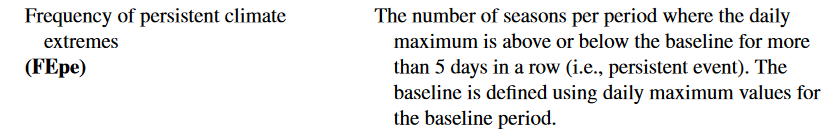 Frequency of persistent climate
extremes
(FEpe)
The number of seasons per period where the daily
maximum is above or below the baseline for more
than 5 days in a row (i.e., persistent event). The
baseline is defined using daily maximum values for
the baseline period.